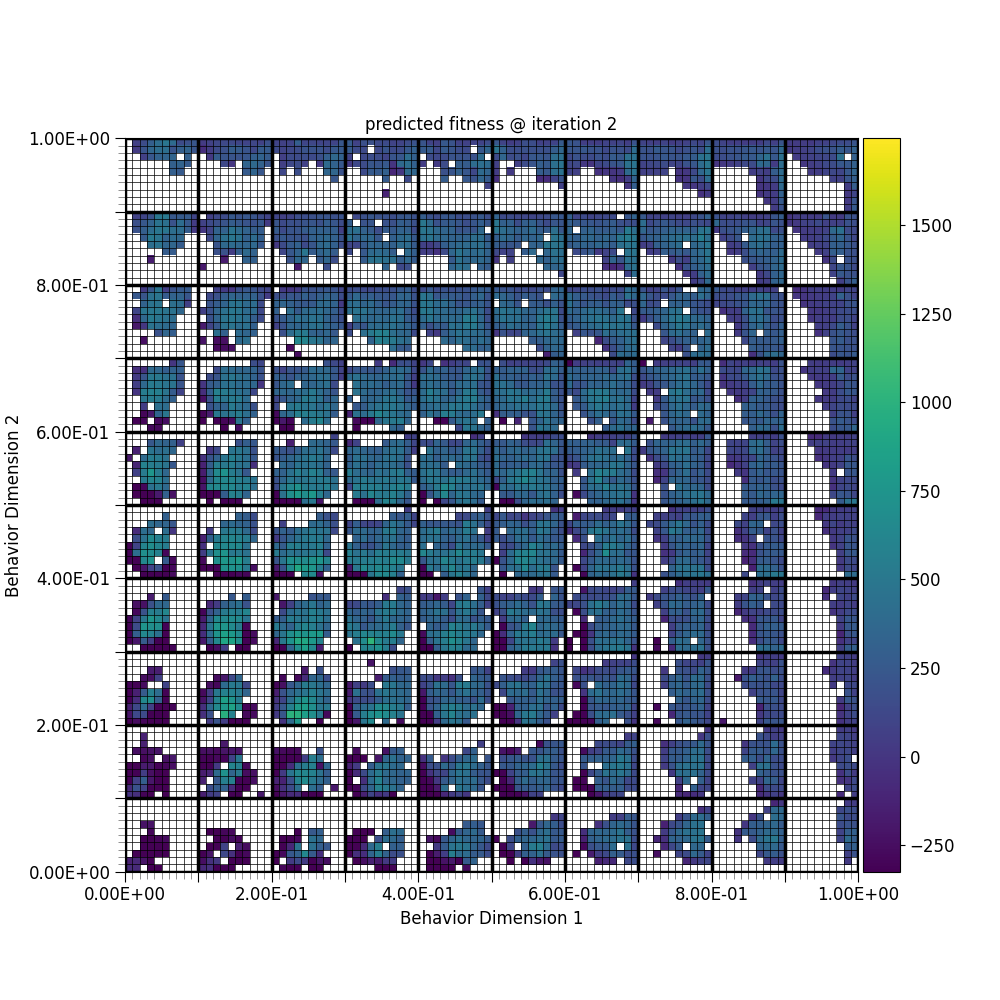 predicted fitness @ iteration 2
1.00E+00
8.00E-01
6.00E-01
4.00E-01
2.00E-01
0.00E+00
Behavior Dimension 2
0.00E+00 2.00E-01 4.00E-01 6.00E-01 8.00E-01 1.00E+00
Behavior Dimension 1
1500
1250
1000
750
500
250
0
−250